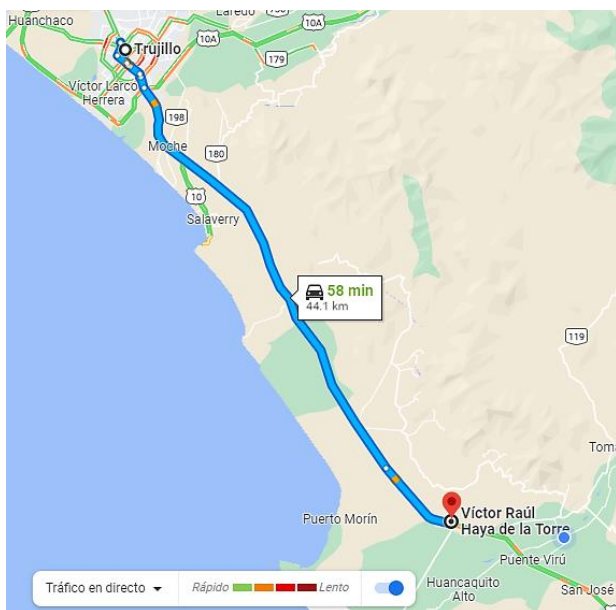 Huanchaco
Laredo
10A
10A
Trujillo
179
Víctor Larco
Herrera
198
Moche
180
10
Salaverry
58 min
44.1 km
119
Víctor Raúl
Haya de la Torre
Puerto Morín
Puente Virú
Huancaquito
Alto
San José
Tráfico en directo
Rápido
Lento